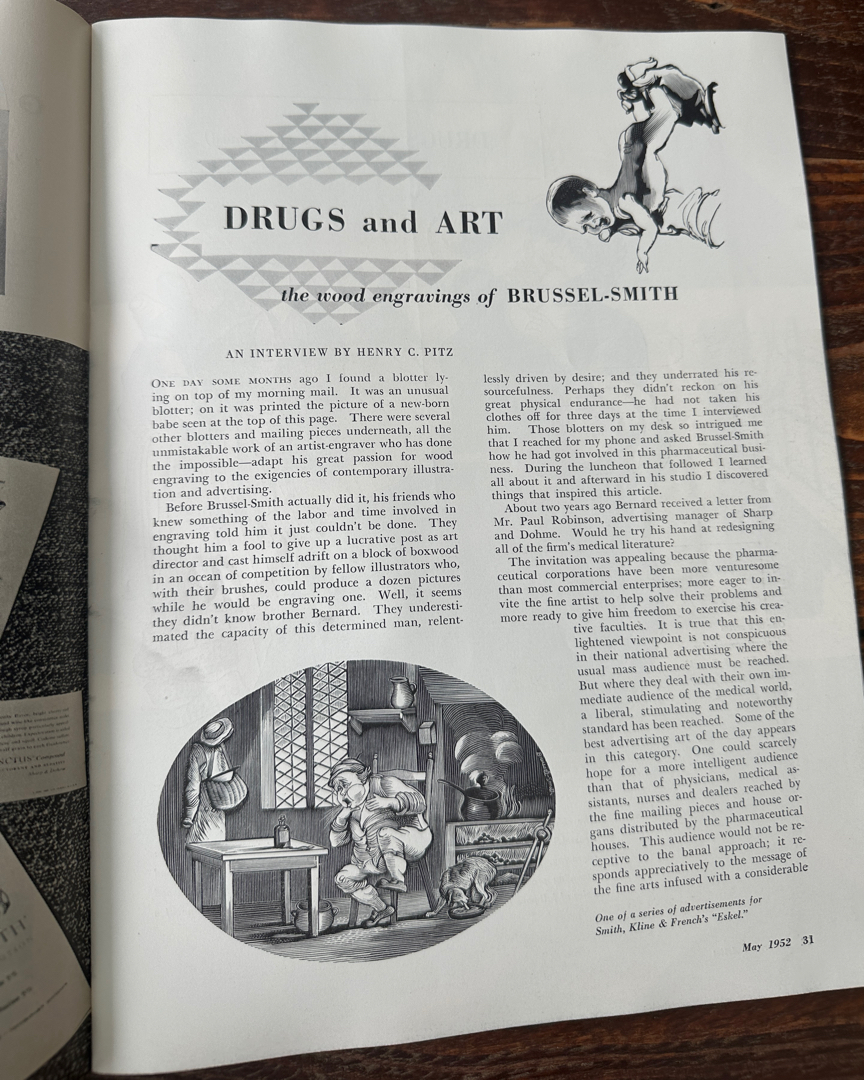 DRUGS and ART
the wood engravings of BRUSSEL-SMITH
AN INTERVIEW BY HENRY C. PITZ
ONE DAY SOME MONTHS ago I found a blotter ly-
ing on top of my morning mail. It was an unusual
blotter; on it was printed the picture of a new-born
babe seen at the top of this page. There were several
other blotters and mailing pieces underneath, all the
unmistakable work of an artist-engraver who has done
the impossible—adapt his great passion for wood
engraving to the exigencies of contemporary illustra-
tion and advertising.
Before Brussel-Smith actually did it, his friends who
knew something of the labor and time involved in
engraving told him it just couldn't be done. They
thought him a fool to give up a lucrative post as art
director and cast himself adrift on a block of boxwood
in an ocean of competition by fellow illustrators who,
with their brushes, could produce a dozen pictures
while he would be engraving one. Well, it seems
they didn't know brother Bernard. They underesti-
mated the capacity of this determined man, relent-
lessly driven by desire; and they underrated his re-
sourcefulness. Perhaps they didn't reckon on his
great physical endurance—he had not taken his
clothes off for three days at the time I interviewed
him. Those blotters on my desk so intrigued me
that I reached for my phone and asked Brussel-Smith
how he had got involved in this pharmaceutical busi-
ness. During the luncheon that followed I learned
all about it and afterward in his studio I discovered
things that inspired this article.
About two years ago Bernard received a letter from
Mr. Paul Robinson, advertising manager of Sharp
and Dohme. Would he try his hand at redesigning
all of the firm's medical literature?
The invitation was appealing because the pharma-
ceutical corporations have been more venturesome
than most commercial enterprises; more eager to in-
vite the fine artist to help solve their problems and
more ready to give him freedom to exercise his crea-
tive faculties. It is true that this en-
lightened viewpoint is not conspicuous
in their national advertising where the
usual mass audience must be reached.
But where they deal with their own im-
mediate audience of the medical world,
a liberal, stimulating and noteworthy
standard has been reached. Some of the
best advertising art of the day appears
in this category. One could scarcely
hope for a more intelligent audience
than that of physicians, medical as-
sistants, nurses and dealers reached by
the fine mailing pieces and house or-
gans distributed by the pharmaceutical
houses. This audience would not be re-
ceptive to the banal approach; it re-
sponds appreciatively to the message of
the fine arts infused with a considerable
One of a series of advertisements for
Smith, Kline & French's "Eskel."
May 1952 31